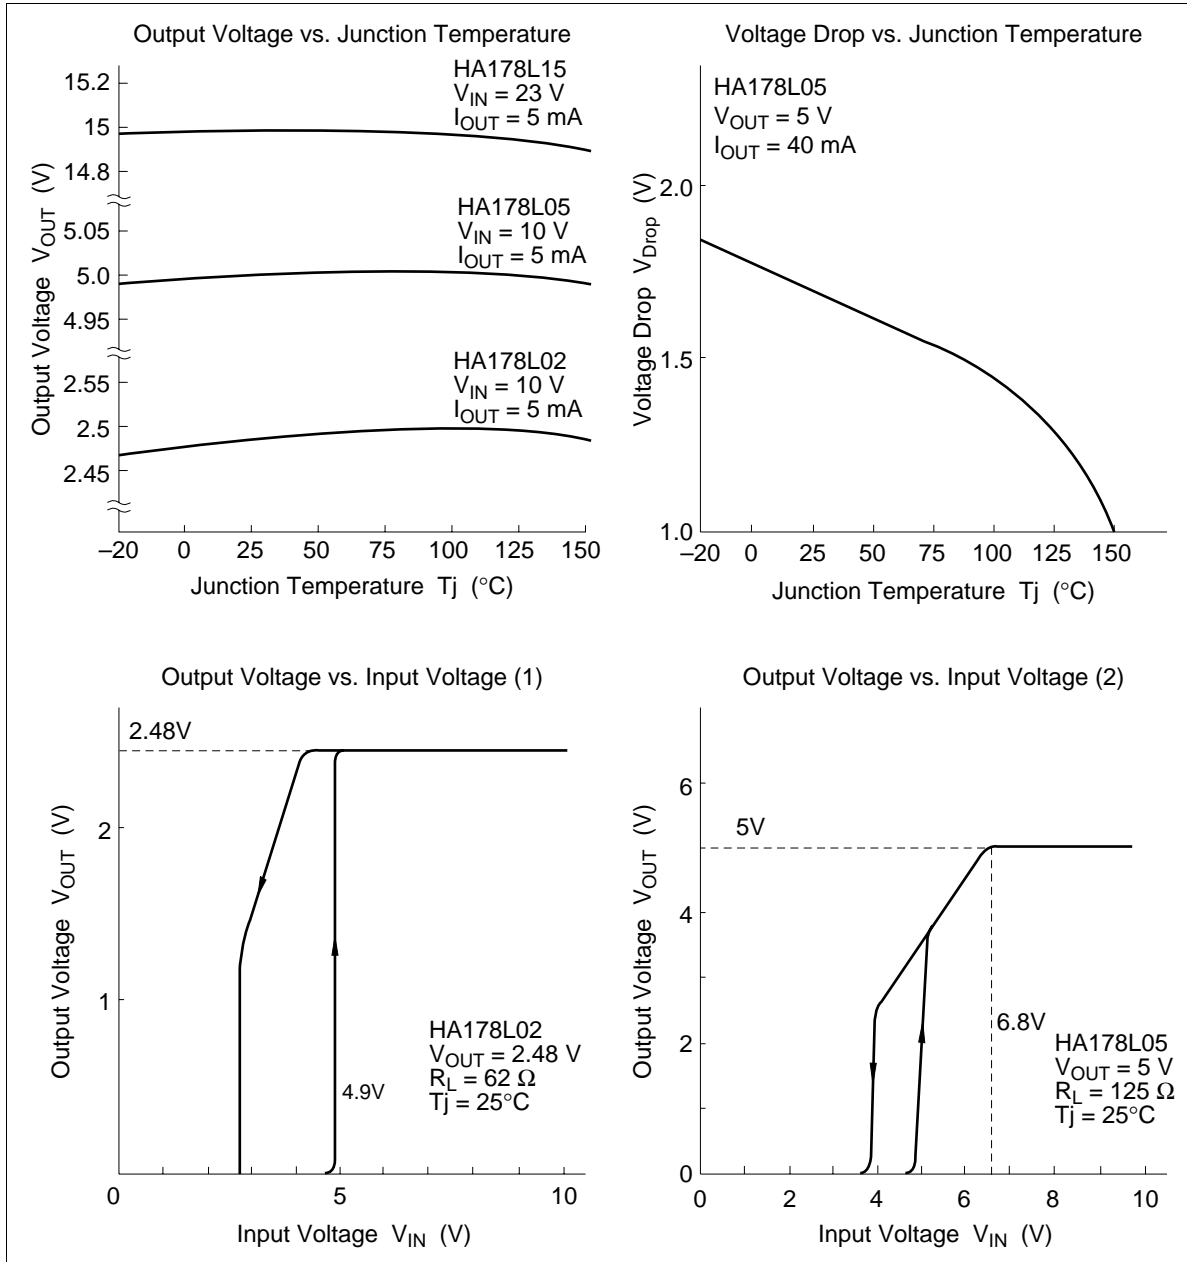 Output Voltage vs. Junction Temperature
HA178L15
VIN = 23 V
IOUT = 5 mA
15.2
15
14.8
HA178L05
VIN = 10 V
IOUT = 5 mA
5.05
5.0
4.95
HA178L02
VIN = 10 V
IOUT = 5 mA
2.55
2.5
2.45
Output Voltage VOUT (V)
–20 0 25 50 75 100 125 150
Junction Temperature Tj (°C)
Voltage Drop vs. Junction Temperature
HA178L05
VOUT = 5 V
IOUT = 40 mA
2.0
1.5
1.0
Voltage Drop VDrop (V)
–20 0 25 50 75 100 125 150
Junction Temperature Tj (°C)
Output Voltage vs. Input Voltage (1)
2.48V
2
1
Output Voltage VOUT (V)
4.9V
HA178L02
VOUT = 2.48 V
RL = 62 Ω
Tj = 25°C
0 5 10
Input Voltage VIN (V)
Output Voltage vs. Input Voltage (2)
6
5V
4
2
0
Output Voltage VOUT (V)
6.8V
HA178L05
VOUT = 5 V
RL = 125 Ω
Tj = 25°C
0 2 4 6 8 10
Input Voltage VIN (V)